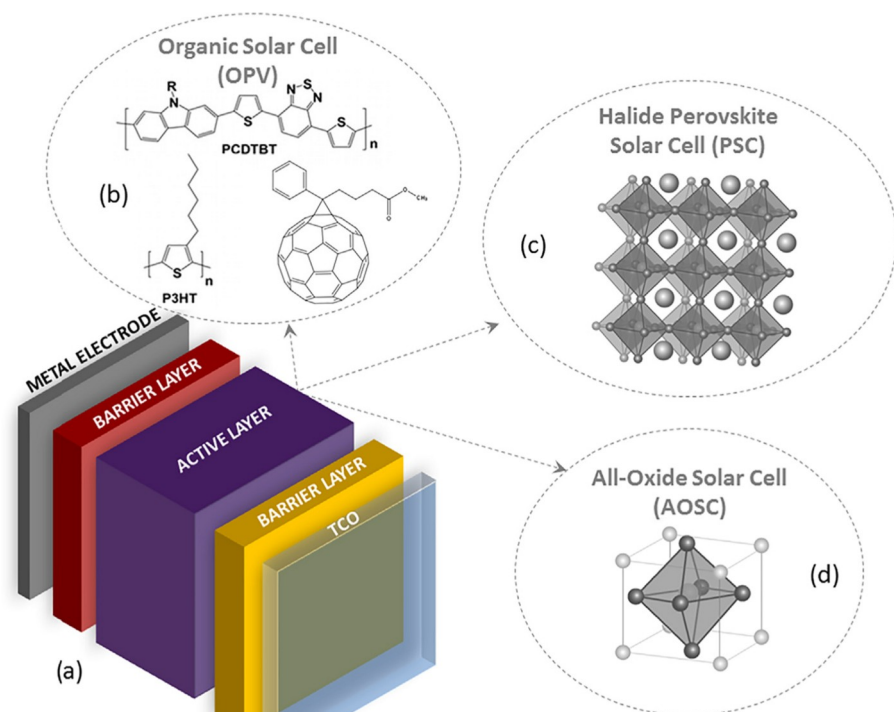 Organic Solar Cell
(OPV)
R
N
S
N
N
S
S
n
PCDTBT
(b)
O
CH₃
O
S
n
P3HT
Halide Perovskite
Solar Cell (PSC)
(c)
METAL ELECTRODE
BARRIER LAYER
ACTIVE LAYER
BARRIER LAYER
TCO
(a)
All-Oxide Solar Cell
(AOSC)
(d)